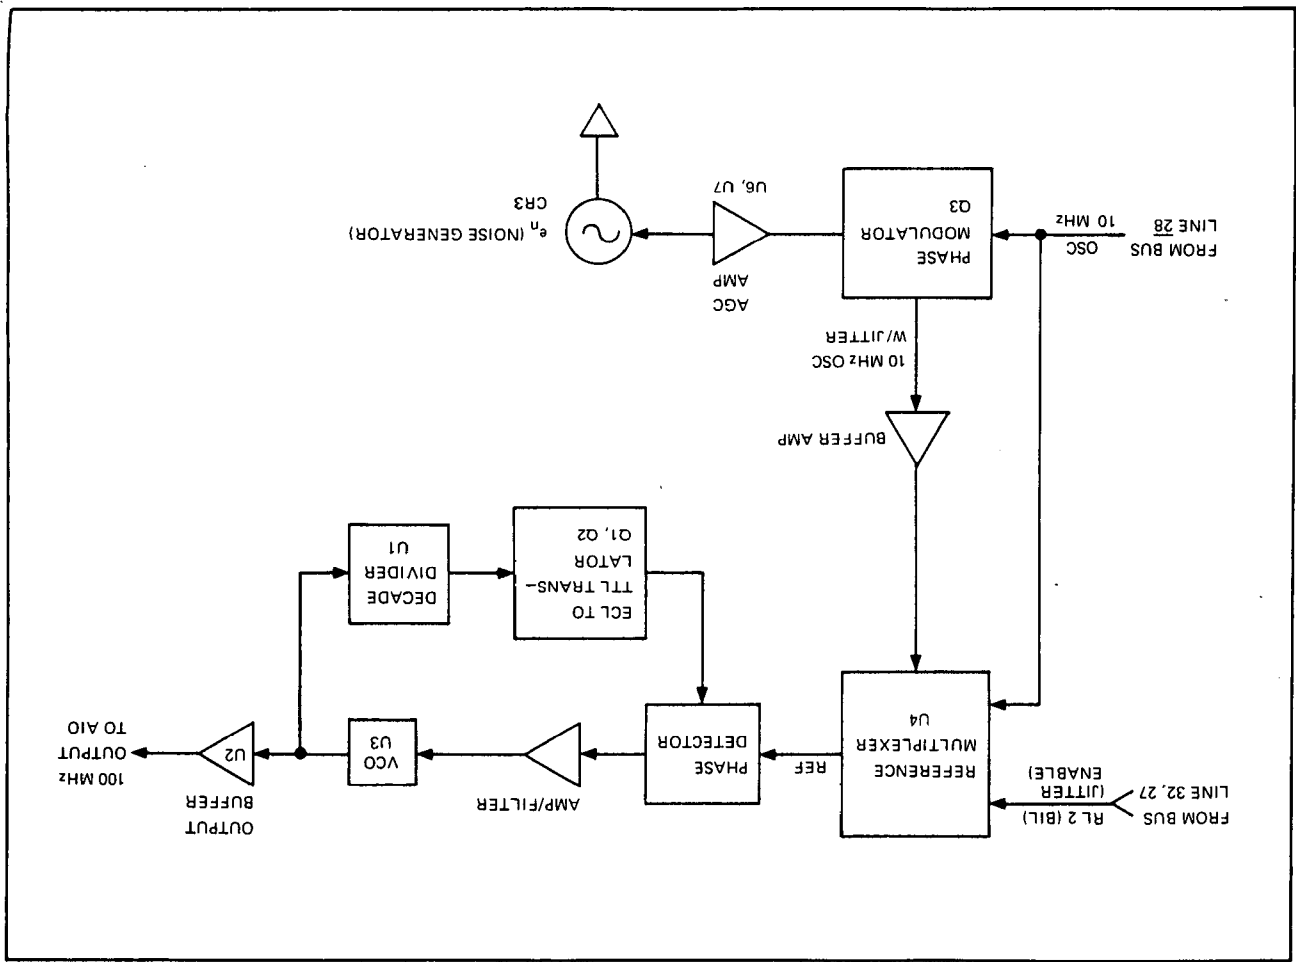 FROM BUS
LINE 32, 27
RL 2 (BIL)
(JITTER
ENABLE)
REFERENCE
MULTIPLEXER
U4
REF
PHASE
DETECTOR
AMP/FILTER
VCO
U3
OUTPUT
BUFFER
U2
100 MHz
OUTPUT
TO A10
ECL TO
TTL TRANS-
LATOR
Q1, Q2
DECADE
DIVIDER
U1
BUFFER AMP
10 MHz OSC
W/JITTER
FROM BUS
LINE 28
OSC
10 MHz
PHASE
MODULATOR
Q3
AGC
AMP
U6, U7
en (NOISE GENERATOR)
CR3